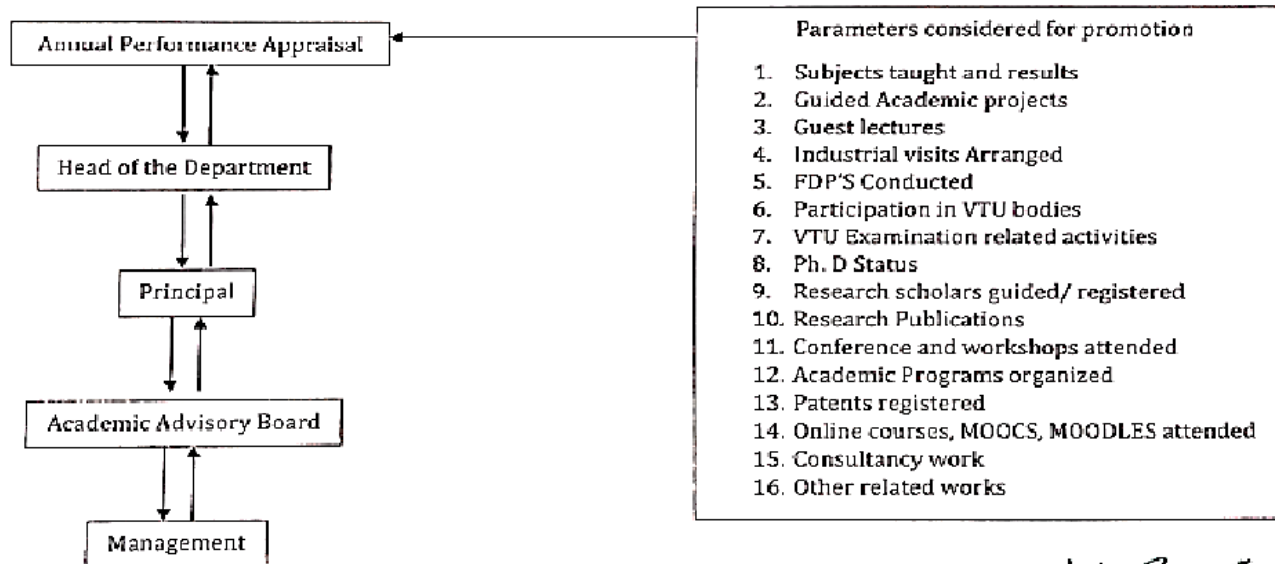 Annual Performance Appraisal
Head of the Department
Principal
Academic Advisory Board
Management
Parameters considered for promotion
1. Subjects taught and results
2. Guided Academic projects
3. Guest lectures
4. Industrial visits Arranged
5. FDP'S Conducted
6. Participation in VTU bodies
7. VTU Examination related activities
8. Ph. D Status
9. Research scholars guided/ registered
10. Research Publications
11. Conference and workshops attended
12. Academic Programs organized
13. Patents registered
14. Online courses, MOOCS, MOODLES attended
15. Consultancy work
16. Other related works